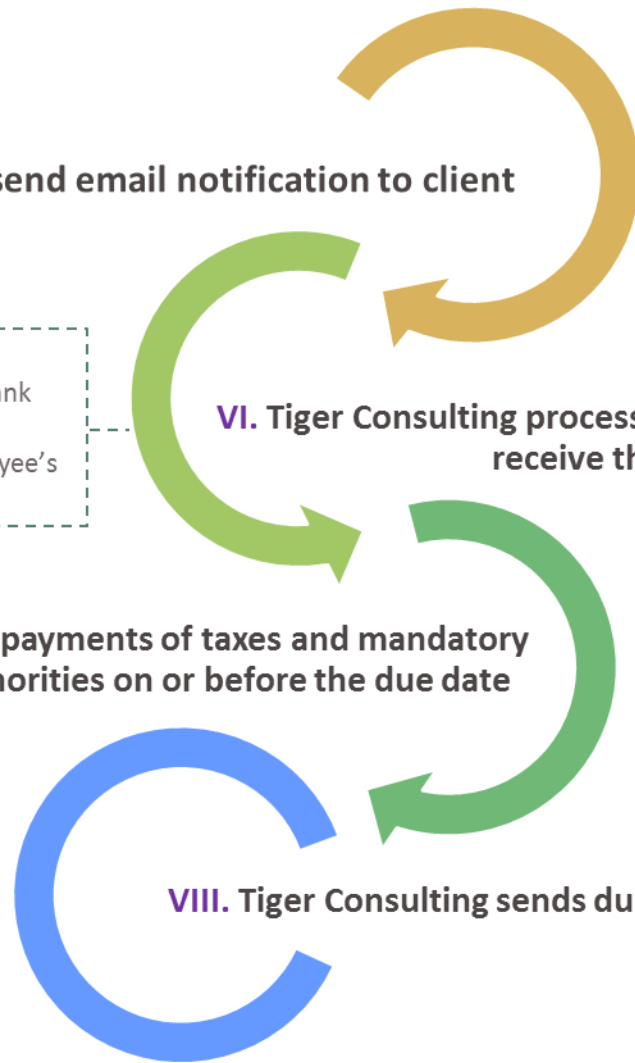 send email notification to client
nk
yee's
VI. Tiger Consulting process
receive th
payments of taxes and mandatory
orities on or before the due date
VIII. Tiger Consulting sends du